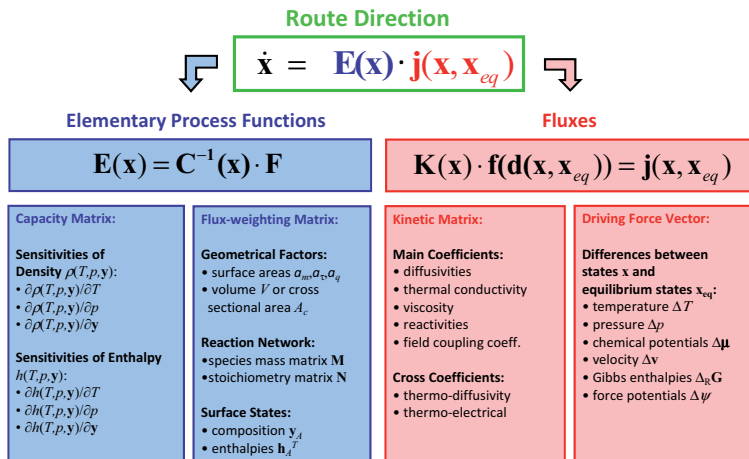 Route Direction
ẋ = E(x) · j(x, x_eq)
Elementary Process Functions
Fluxes
E(x) = C⁻¹(x) · F
K(x) · f(d(x, x_eq)) = j(x, x_eq)
Capacity Matrix:
Sensitivities of
Density ρ(T,p,y):
• ∂ρ(T,p,y)/∂T
• ∂ρ(T,p,y)/∂p
• ∂ρ(T,p,y)/∂y
Sensitivities of Enthalpy
h(T,p,y):
• ∂h(T,p,y)/∂T
• ∂h(T,p,y)/∂p
• ∂h(T,p,y)/∂y
Flux-weighting Matrix:
Geometrical Factors:
• surface areas a_m,a_τ,a_q
• volume V or cross
sectional area A_c
Reaction Network:
•species mass matrix M
•stoichiometry matrix N
Surface States:
• composition y_A
• enthalpies h_A^T
Kinetic Matrix:
Main Coefficients:
• diffusivities
• thermal conductivity
• viscosity
• reactivities
• field coupling coeff.
Cross Coefficients:
• thermo-diffusivity
• thermo-electrical
Driving Force Vector:
Differences between
states x and
equilibrium states x_eq:
• temperature ΔT
• pressure Δp
• chemical potentials Δμ
• velocity Δv
• Gibbs enthalpies Δ_RG
• force potentials Δψ